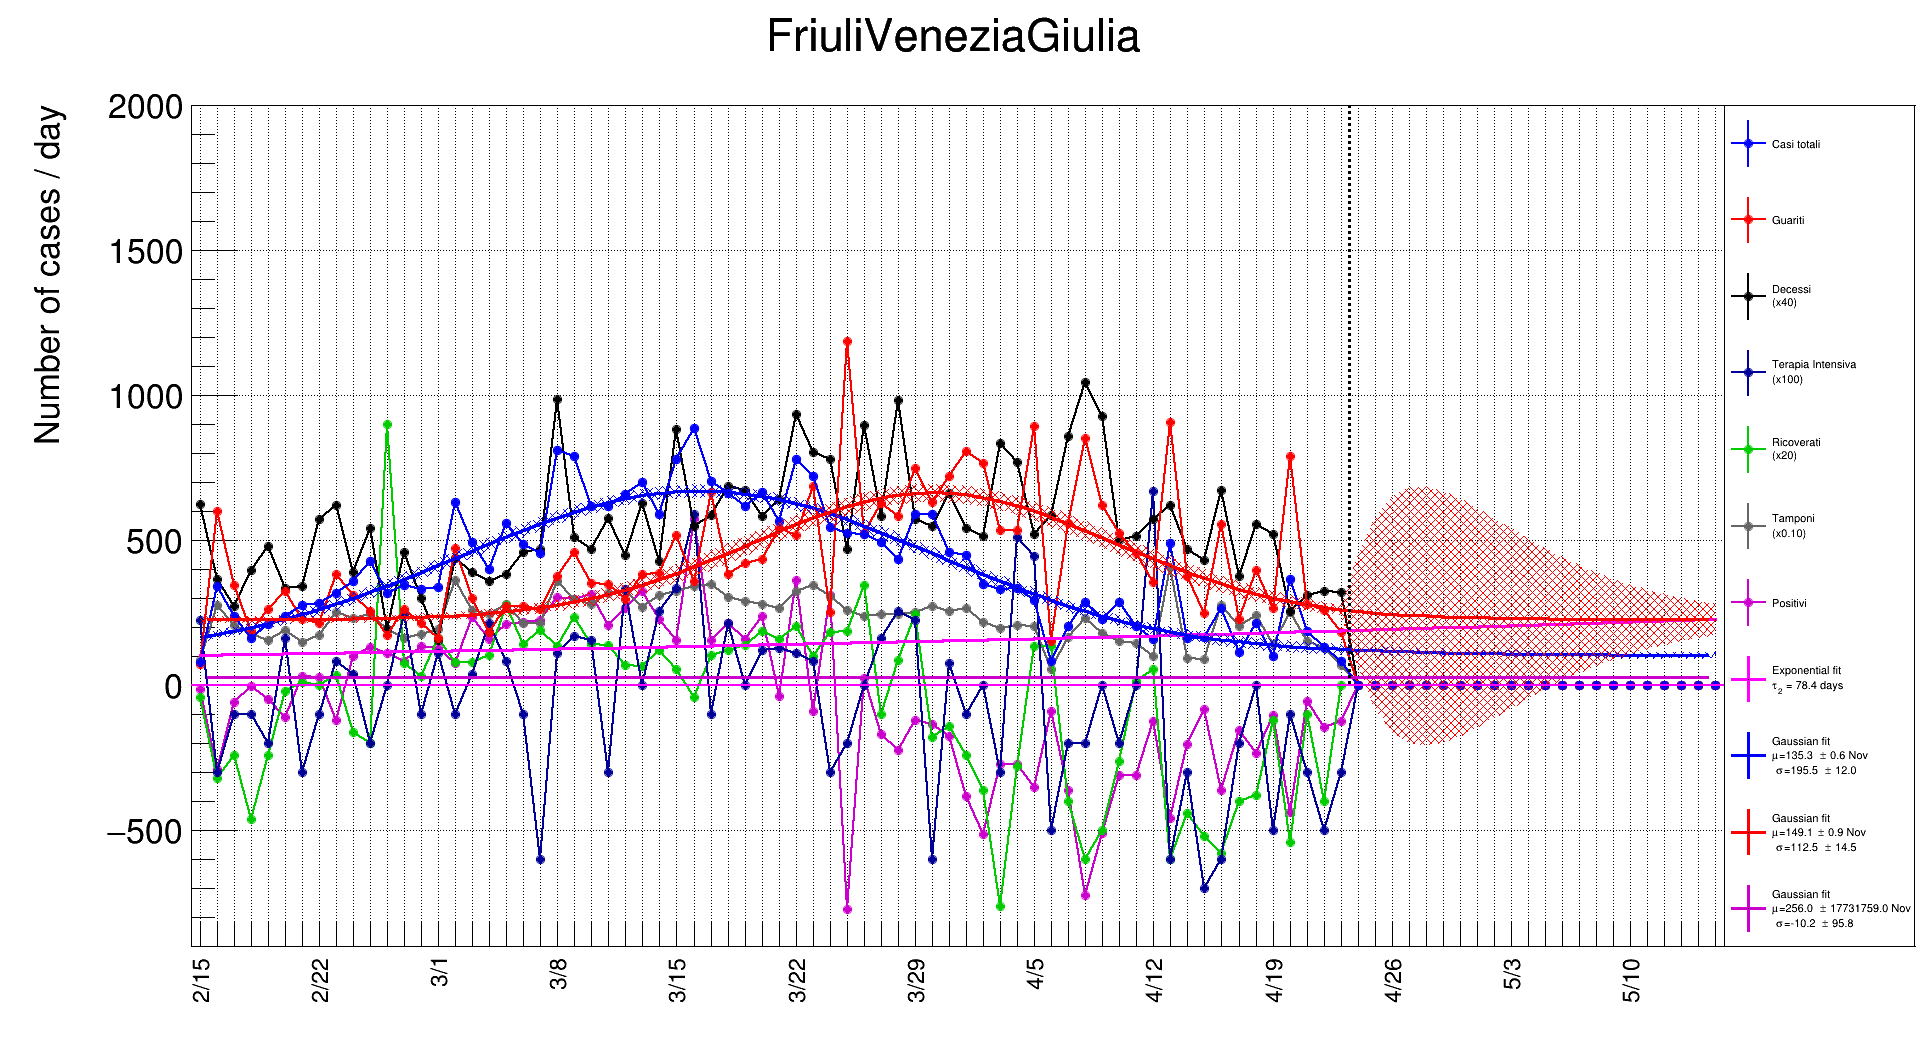 FriuliVeneziaGiulia
Number of cases / day
2000
1500
1000
500
0
−500
2/15
2/22
3/1
3/8
3/15
3/22
3/29
4/5
4/12
4/19
4/26
5/3
5/10
Casi totali
Guariti
Decessi
(x40)
Terapia Intensiva
(x100)
Ricoverati
(x20)
Tamponi
(x0.10)
Positivi
Exponential fit
τ2 = 78.4 days
Gaussian fit
μ=135.3 ± 0.6 Nov
σ=195.5 ± 12.0
Gaussian fit
μ=149.1 ± 0.9 Nov
σ=112.5 ± 14.5
Gaussian fit
μ=256.0 ± 17731759.0 Nov
σ=-10.2 ± 95.8